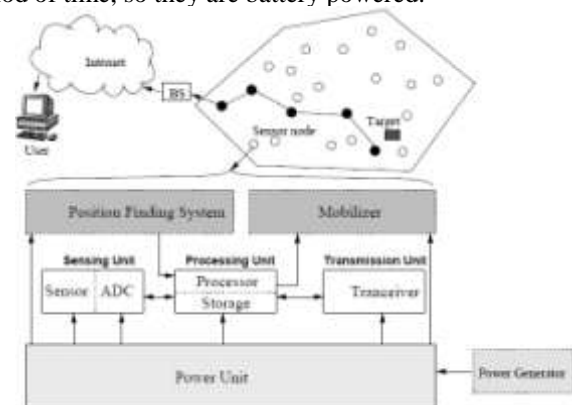 od of time, so they are battery powered.
Internet
BS
User
Sensor node
Target
Position Finding System
Mobilizer
Sensing Unit
Processing Unit
Transmission Unit
Sensor
ADC
Processor
Storage
Tranceiver
Power Unit
Power Generator